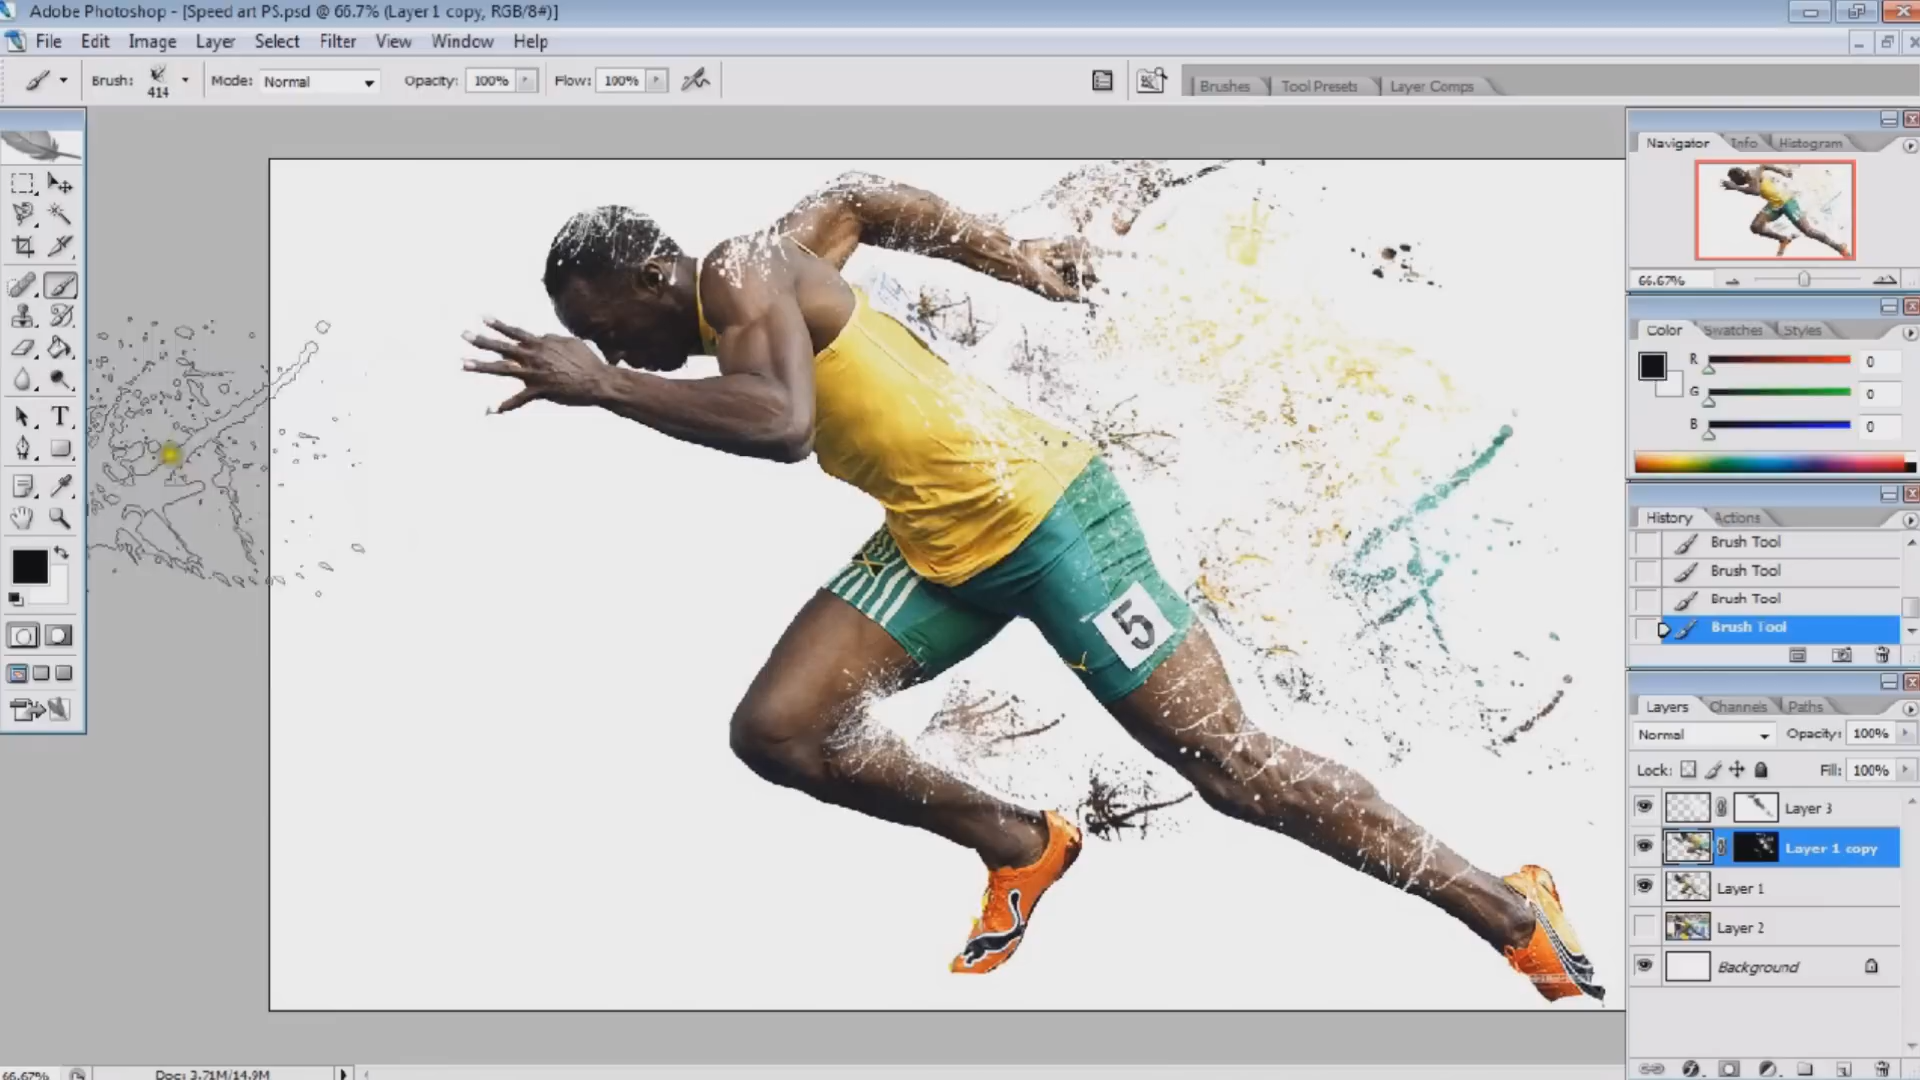 Adobe Photoshop - [Speed art PS.psd @ 66.7% (Layer 1 copy, RGB/8#)]
File Edit Image Layer Select Filter View Window Help
Brush: 414 Mode: Normal Opacity: 100% Flow: 100% Brushes Tool Presets Layer Comps
Navigator Info Histogram
66.67%
Color Swatches Styles
R 0
G 0
B 0
History Actions
Brush Tool
Brush Tool
Brush Tool
Brush Tool
Layers Channels Paths
Normal Opacity: 100%
Lock: Fill: 100%
Layer 3
Layer 1 copy
Layer 1
Layer 2
Background
5
66.67% Doc: 3.71M/14.9M